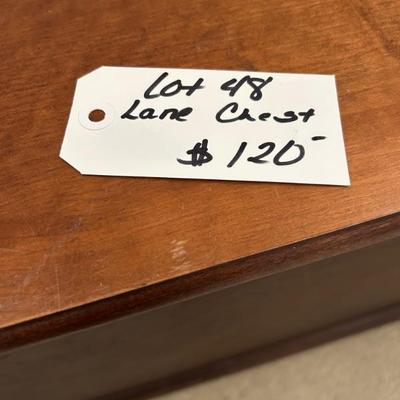 Lot 48
Lane Chest
$ 120-